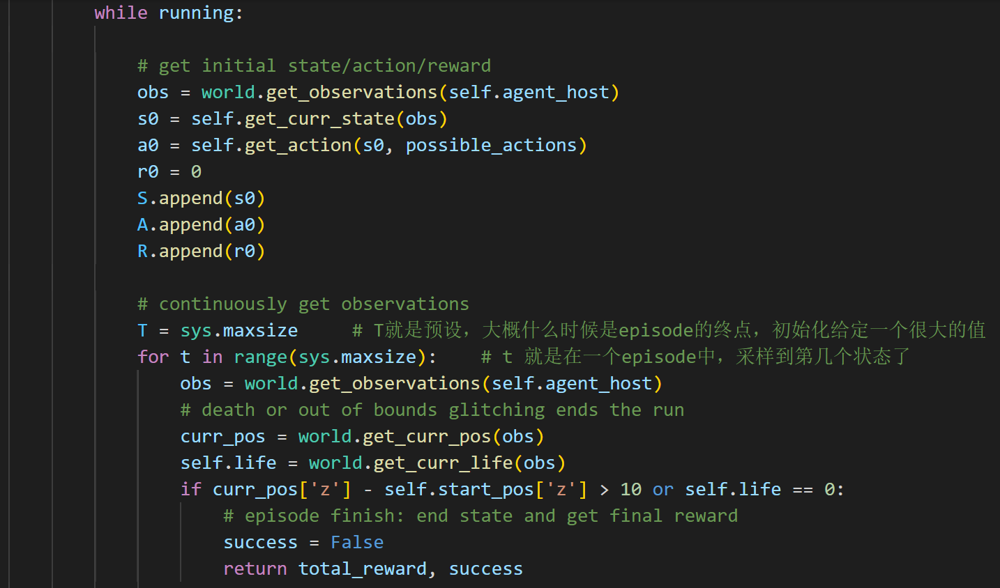 while running:
# get initial state/action/reward
obs = world.get_observations(self.agent_host)
s0 = self.get_curr_state(obs)
a0 = self.get_action(s0, possible_actions)
r0 = 0
S.append(s0)
A.append(a0)
R.append(r0)
# continuously get observations
T = sys.maxsize     # T就是预设，大概什么时候是episode的终点，初始化给定一个很大的值
for t in range(sys.maxsize):    # t 就是在一个episode中，采样到第几个状态了
obs = world.get_observations(self.agent_host)
# death or out of bounds glitching ends the run
curr_pos = world.get_curr_pos(obs)
self.life = world.get_curr_life(obs)
if curr_pos['z'] - self.start_pos['z'] > 10 or self.life == 0:
# episode finish: end state and get final reward
success = False
return total_reward, success